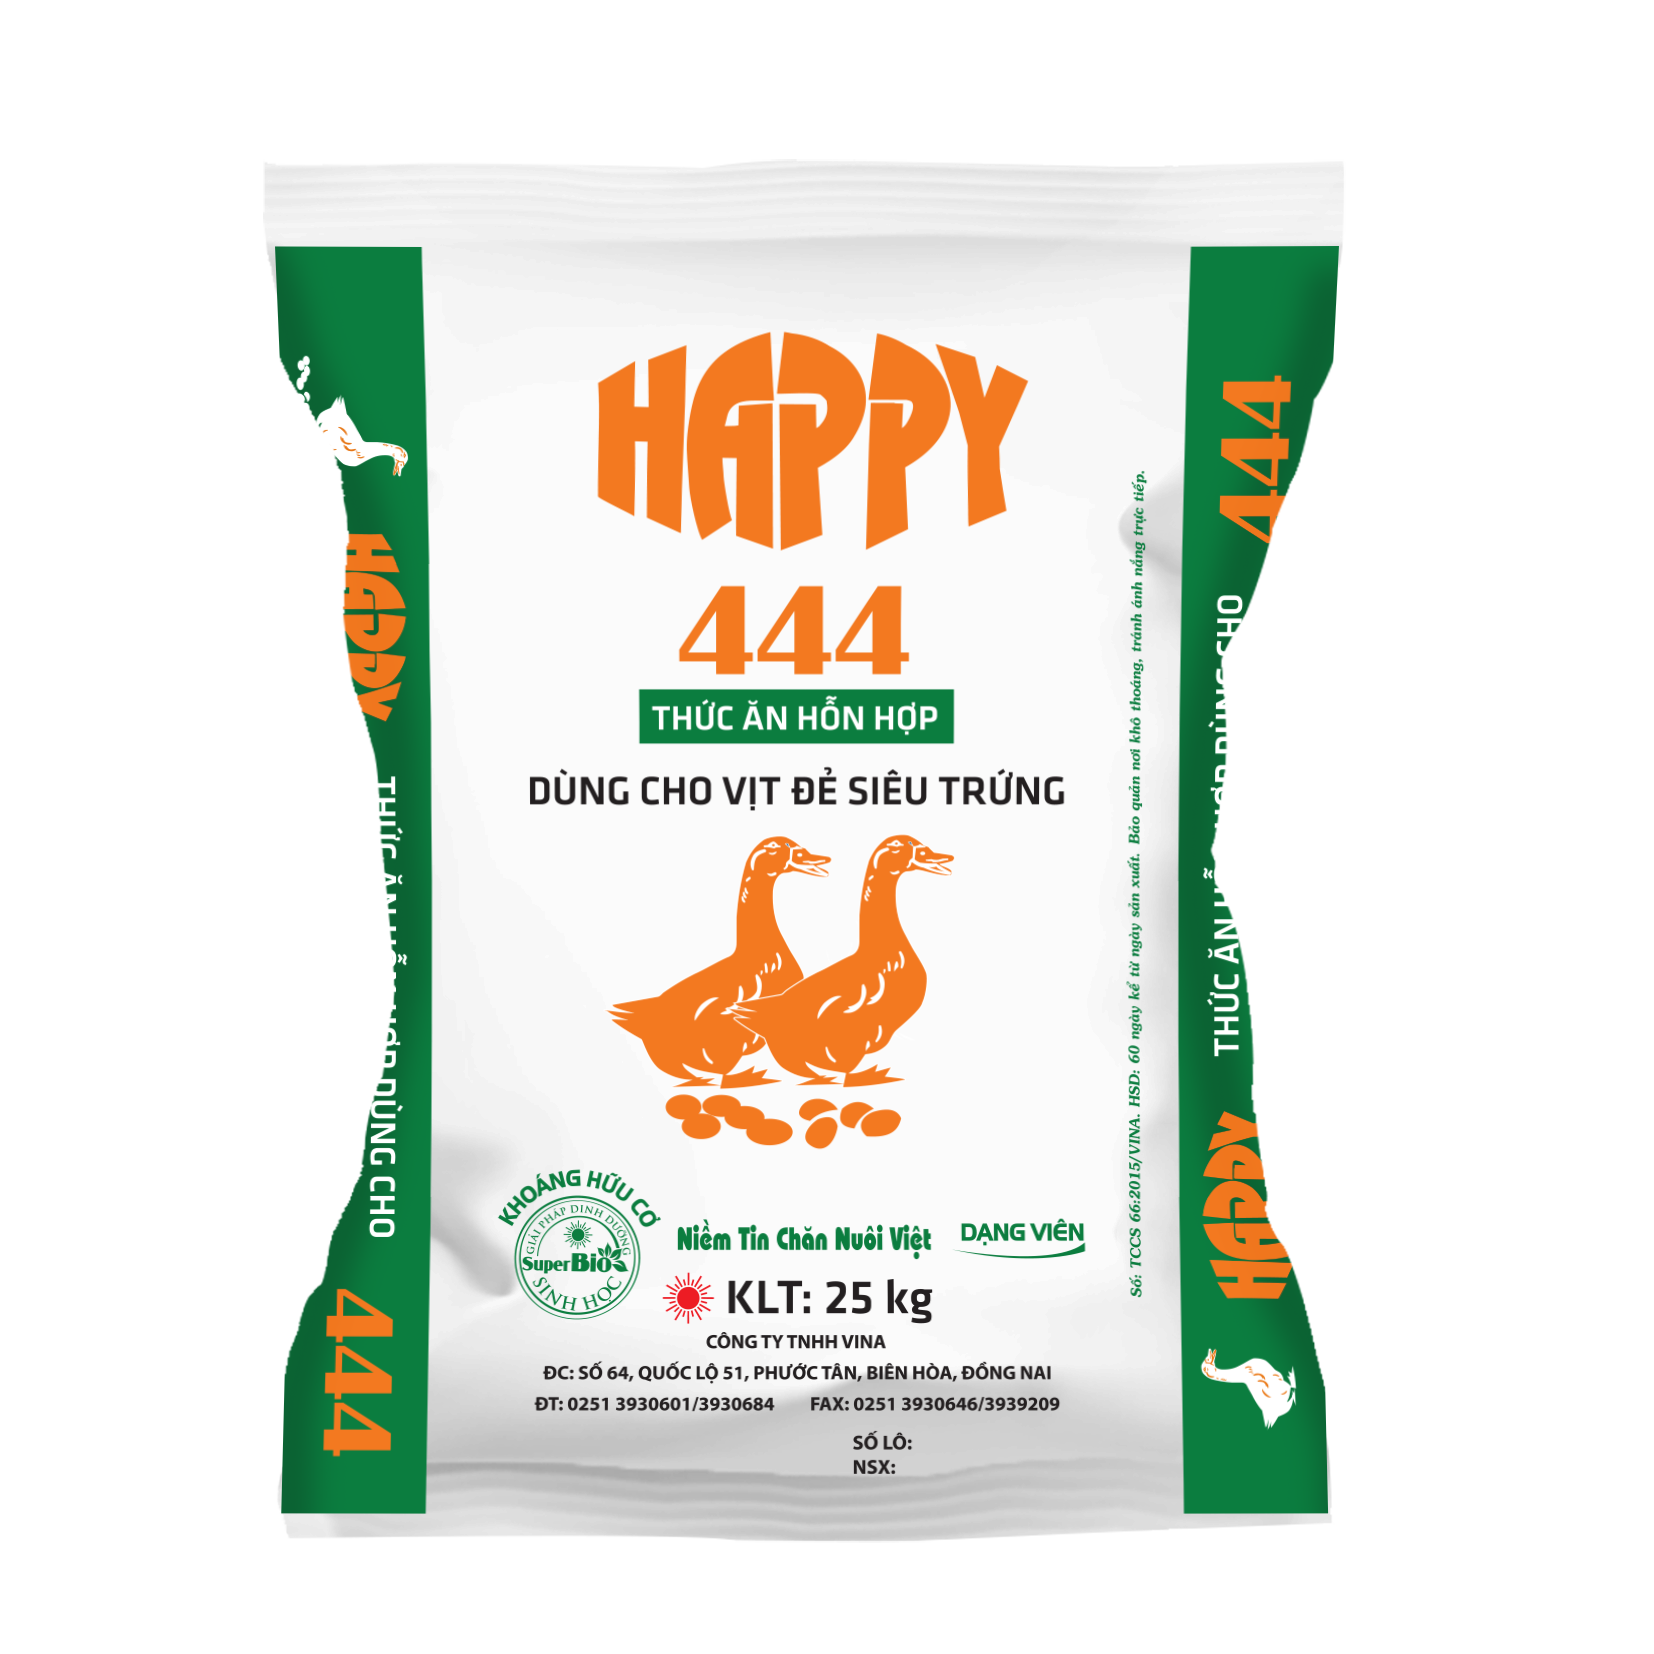 HAPPY
444
THỨC ĂN HỖN HỢP
DÙNG CHO VỊT ĐẺ SIÊU TRỨNG
KHOÁNG HỮU CƠ
GIẢI PHÁP DINH DƯỠNG
SuperBio
SINH HỌC
Niềm Tin Chăn Nuôi Việt
DẠNG VIÊN
KLT: 25 kg
CÔNG TY TNHH VINA
ĐC: SỐ 64, QUỐC LỘ 51, PHƯỚC TÂN, BIÊN HÒA, ĐỒNG NAI
ĐT: 0251 3930601/3930684 FAX: 0251 3930646/3939209
SỐ LÔ:
NSX:
Số: TCCS 66:2015/VINA. HSD: 60 ngày kể từ ngày sản xuất. Bảo quản nơi khô thoáng, tránh ánh nắng trực tiếp.
HAPPY
THỨC ĂN HỖN HỢP DÙNG CHO
444
HAPPY
THỨC ĂN HỖN HỢP DÙNG CHO
444